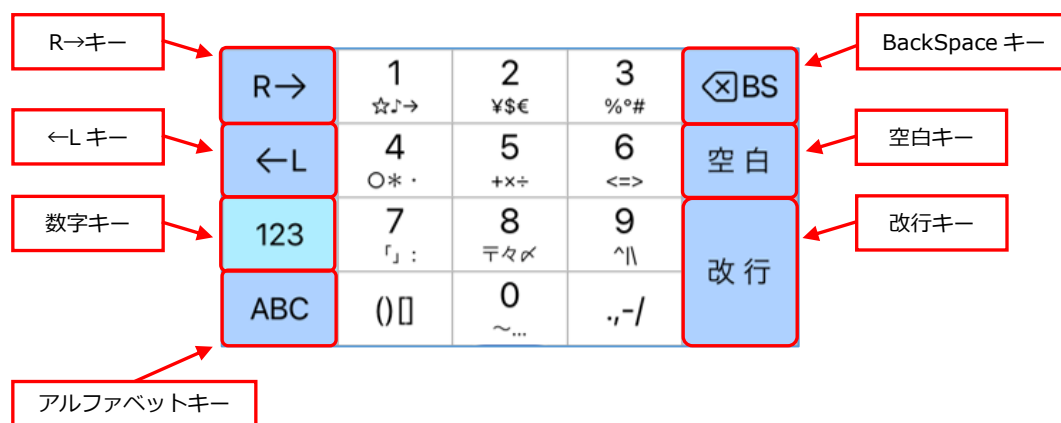 R→キー
BackSpace キー
←L キー
空白キー
数字キー
改行キー
アルファベットキー
R→
1
☆♪→
2
¥$€
3
%°#
⌫BS
←L
4
○*・
5
+×÷
6
<=>
空白
123
7
「」:
8
〒々〆
9
^|\
改行
ABC
()[]
0
~…
.,-/